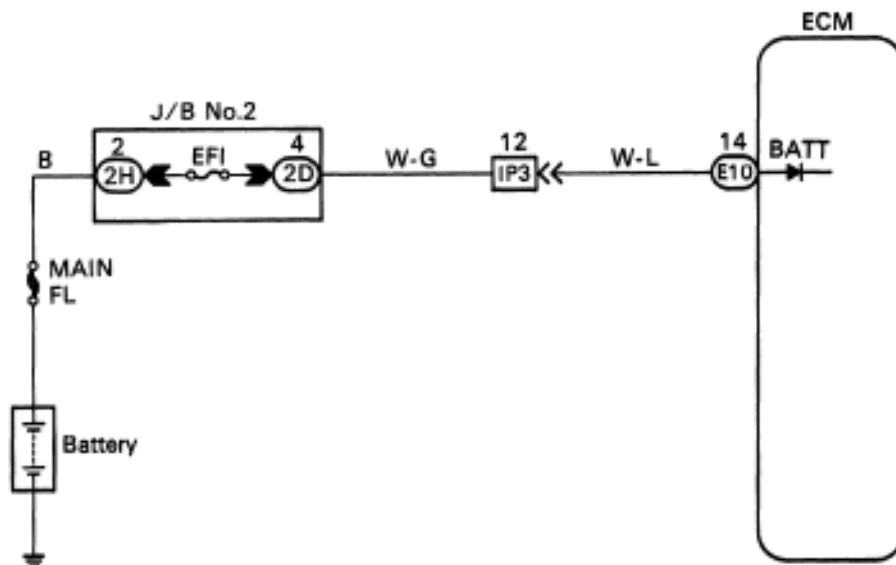 ECM
J/B No.2
2 EFI 4 12 14 BATT
B 2H 2D W-G IP3 W-L E10
MAIN
FL
Battery